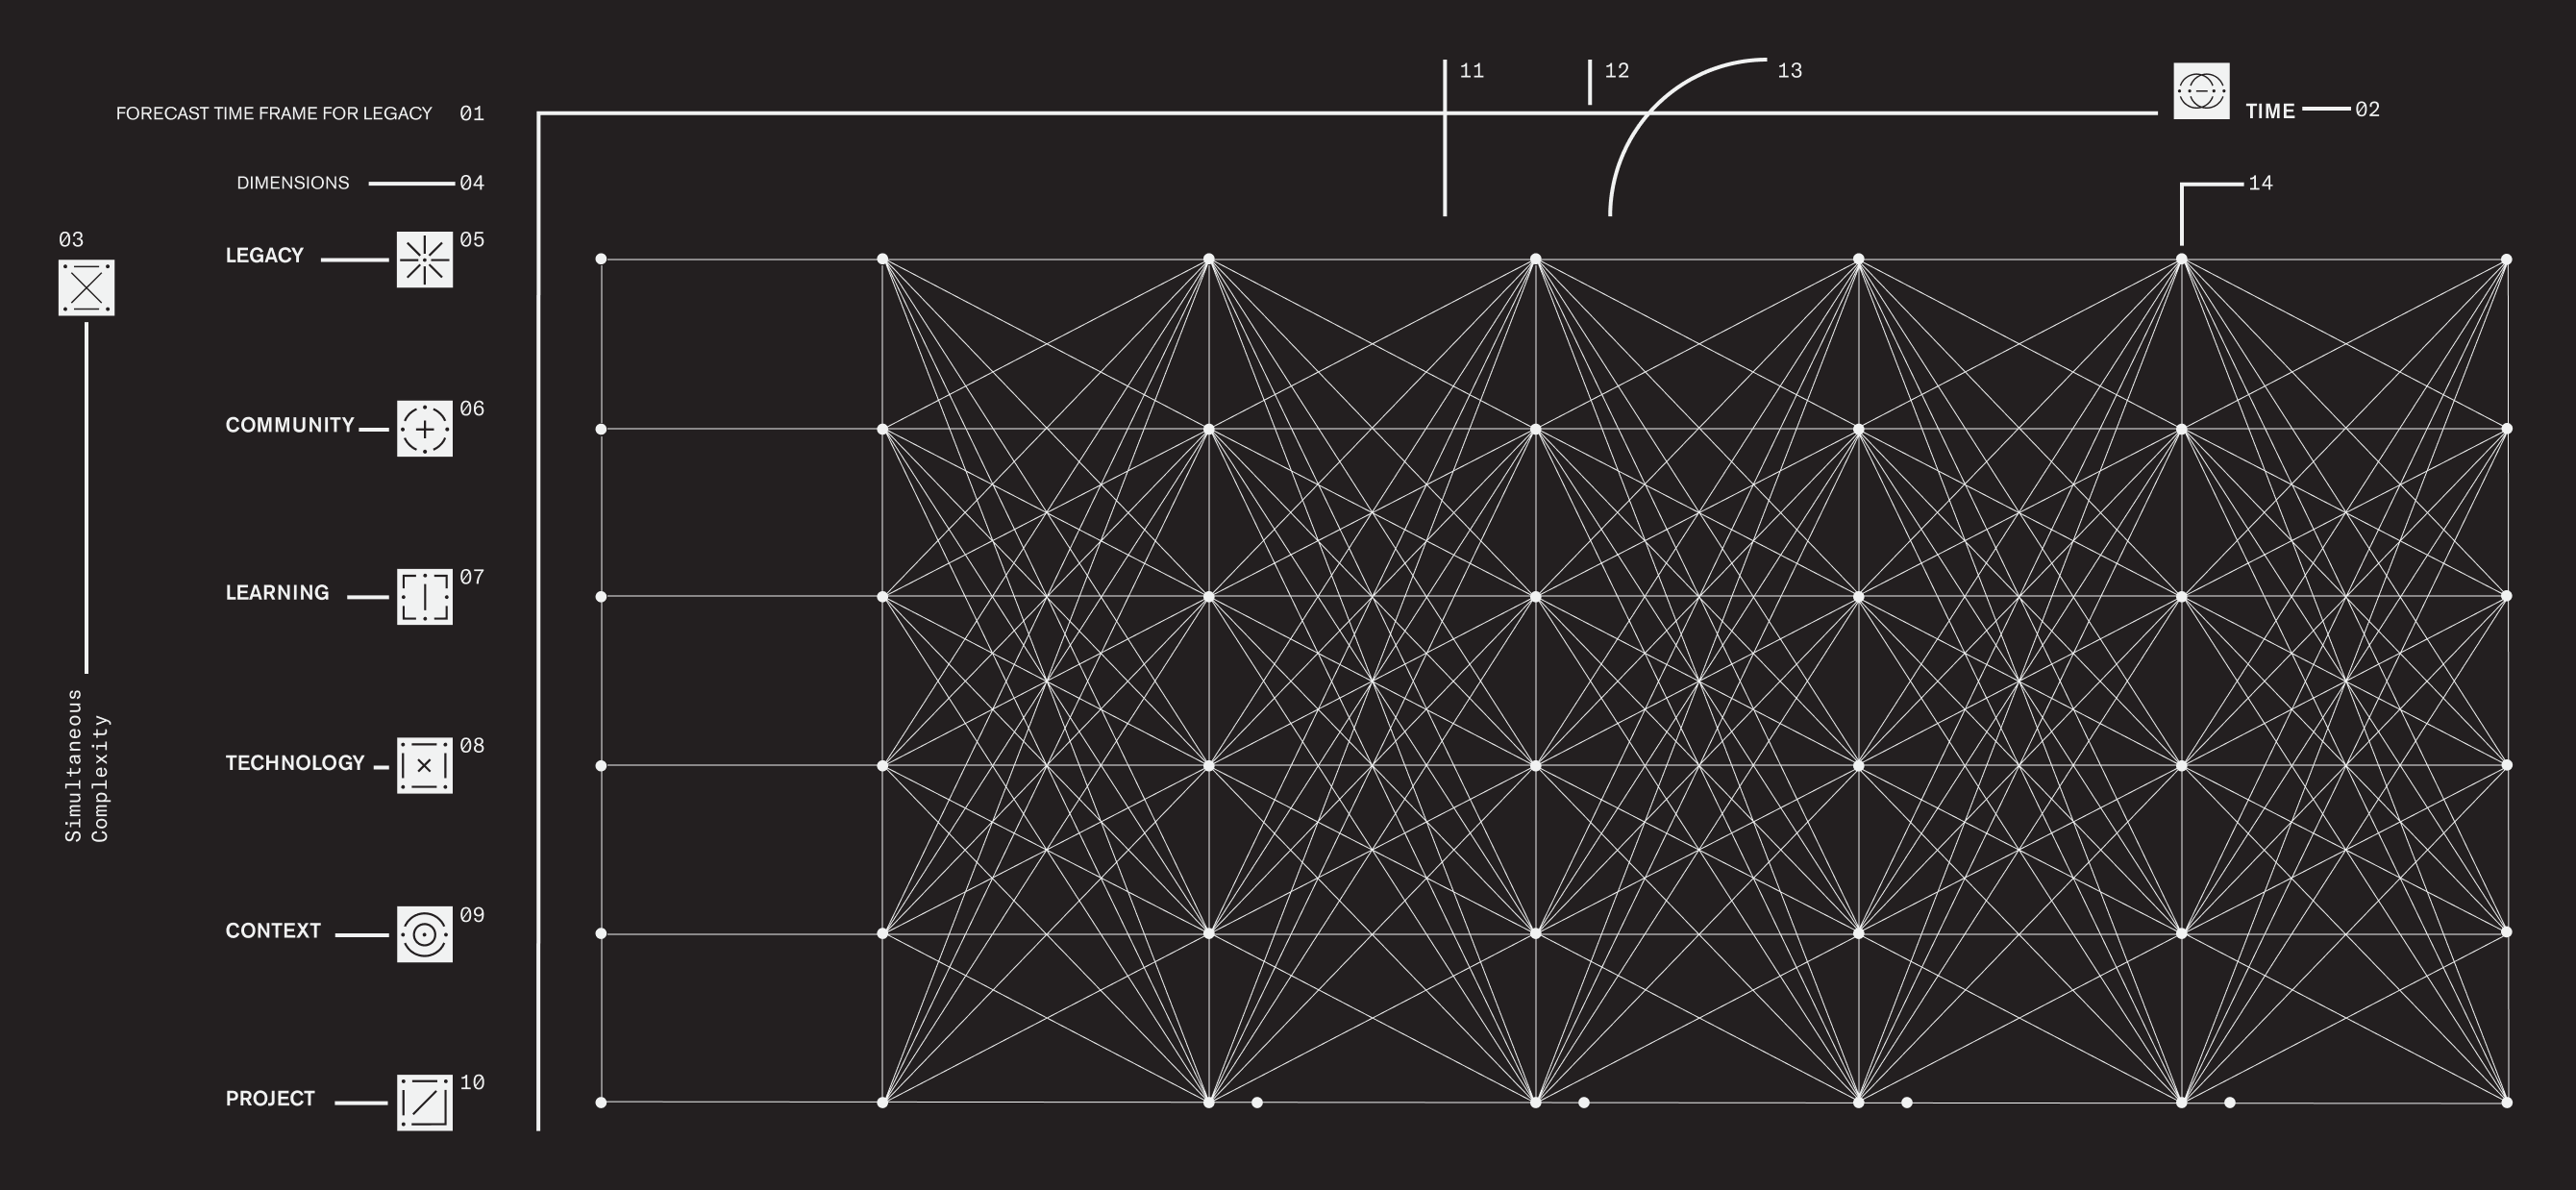 11
12
13
FORECAST TIME FRAME FOR LEGACY 01
TIME 02
DIMENSIONS 04
14
03
LEGACY 05
COMMUNITY 06
LEARNING 07
TECHNOLOGY 08
Simultaneous
Complexity
CONTEXT 09
PROJECT 10